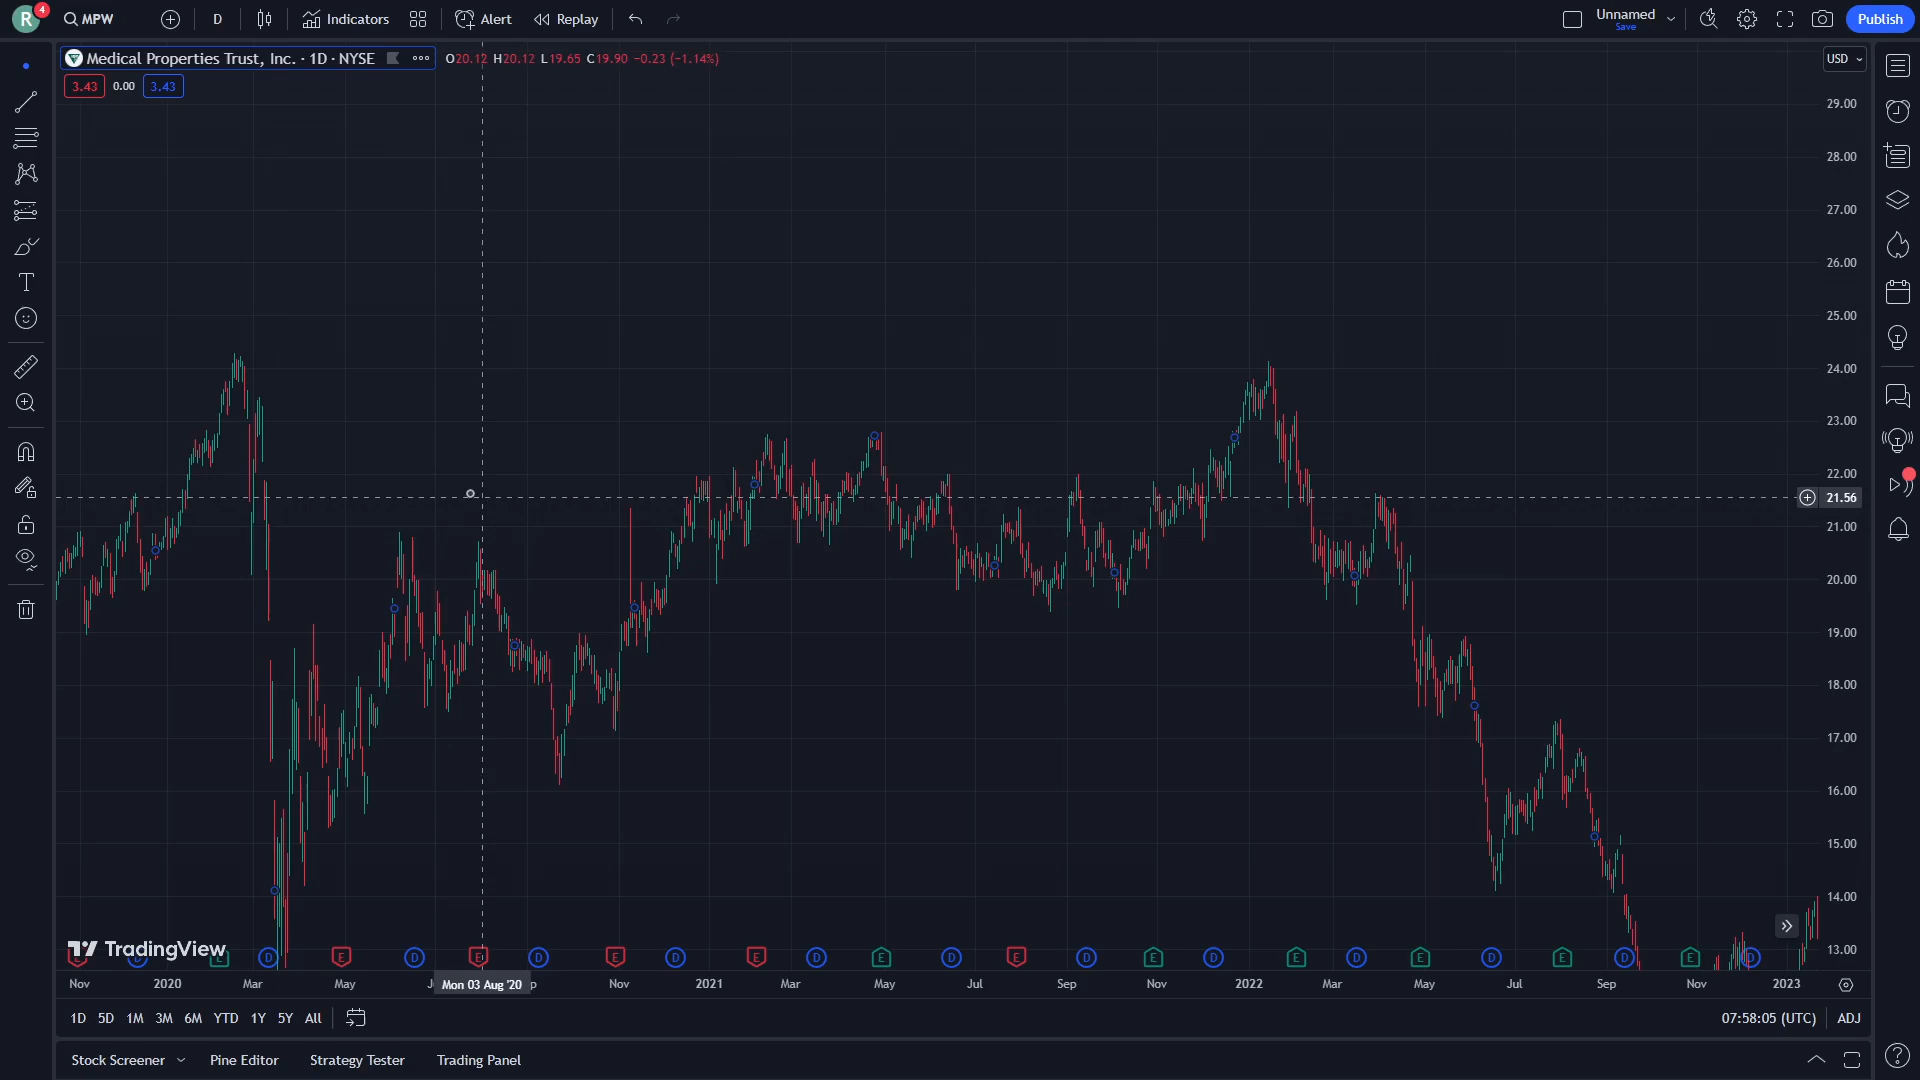 R 4 MPW D Indicators Alert Replay Unnamed Save Publish
Medical Properties Trust, Inc. · 1D · NYSE O20.12 H20.12 L19.65 C19.90 −0.23 (−1.14%) USD
3.43 0.00 3.43
29.00
28.00
27.00
26.00
25.00
24.00
23.00
22.00
21.56
21.00
20.00
19.00
18.00
17.00
16.00
15.00
14.00
13.00
TradingView
E D E D E D E D E D E D E D E D E D E D E D E D E D E D
Nov 2020 Mar May Mon 03 Aug '20 Nov 2021 Mar May Jul Sep Nov 2022 Mar May Jul Sep Nov 2023
1D 5D 1M 3M 6M YTD 1Y 5Y All 07:58:05 (UTC) ADJ
Stock Screener Pine Editor Strategy Tester Trading Panel